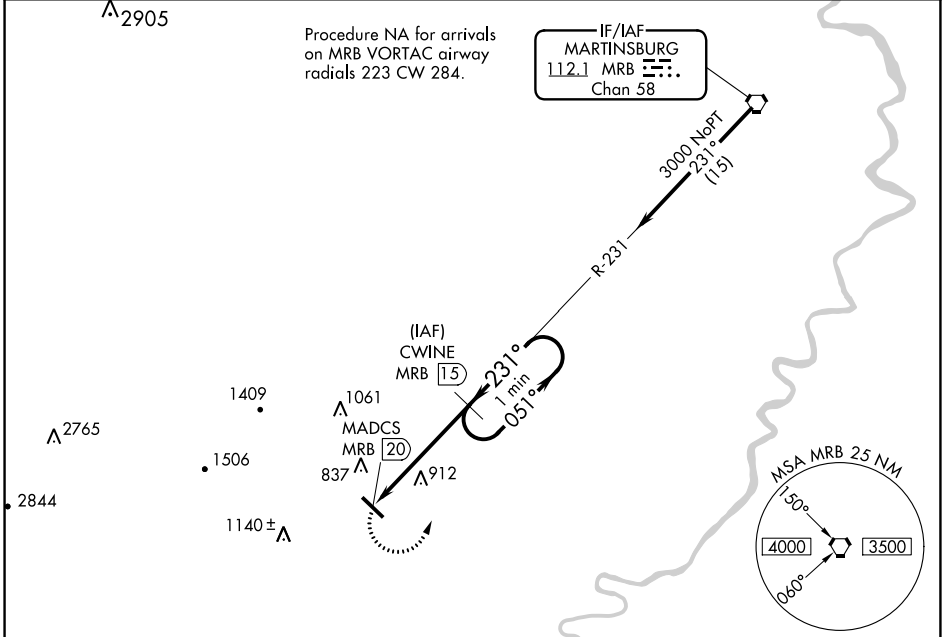 2905
Procedure NA for arrivals
on MRB VORTAC airway
radials 223 CW 284.
IF/IAF
MARTINSBURG
112.1 MRB
Chan 58
3000 NoPT
231°
(15)
R-231
(IAF)
CWINE
MRB 15
231°
1 min
051°
1409
1061
MADCS
MRB 20
2765
1506
837
912
2844
1140±
MSA MRB 25 NM
150°
4000
3500
060°